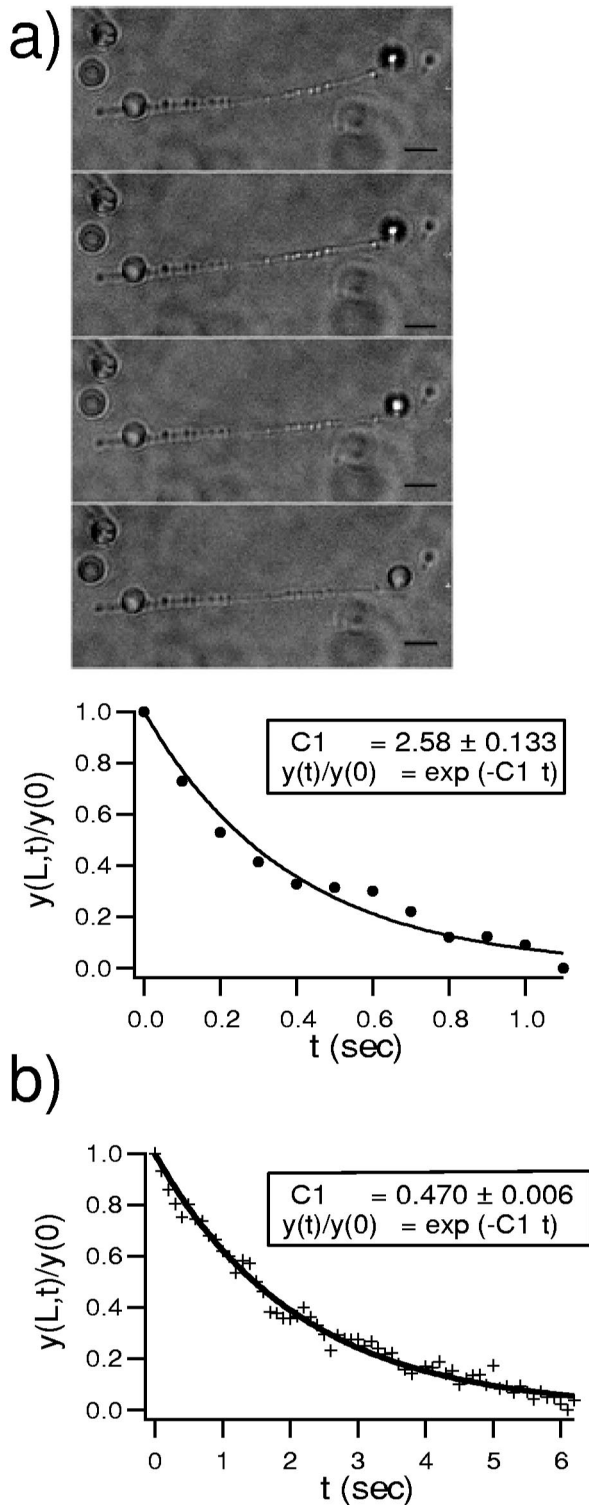 a)
1.0
0.8
0.6
0.4
0.2
0.0
y(L,t)/y(0)
C1 = 2.58 ± 0.133
y(t)/y(0) = exp (-C1 t)
0.0 0.2 0.4 0.6 0.8 1.0
t (sec)
b)
1.0
0.8
0.6
0.4
0.2
0.0
y(L,t)/y(0)
C1 = 0.470 ± 0.006
y(t)/y(0) = exp (-C1 t)
0 1 2 3 4 5 6
t (sec)